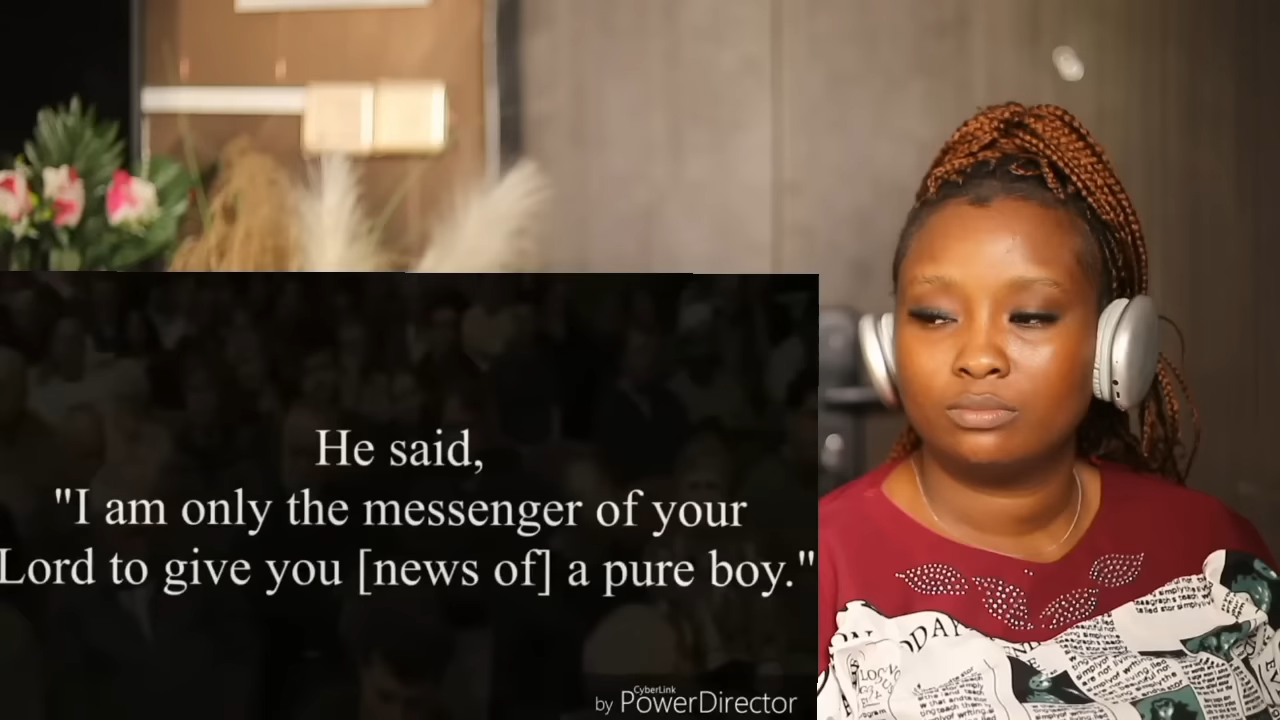 He said,
"I am only the messenger of your
Lord to give you [news of] a pure boy."
CyberLink
by PowerDirector
ODAY